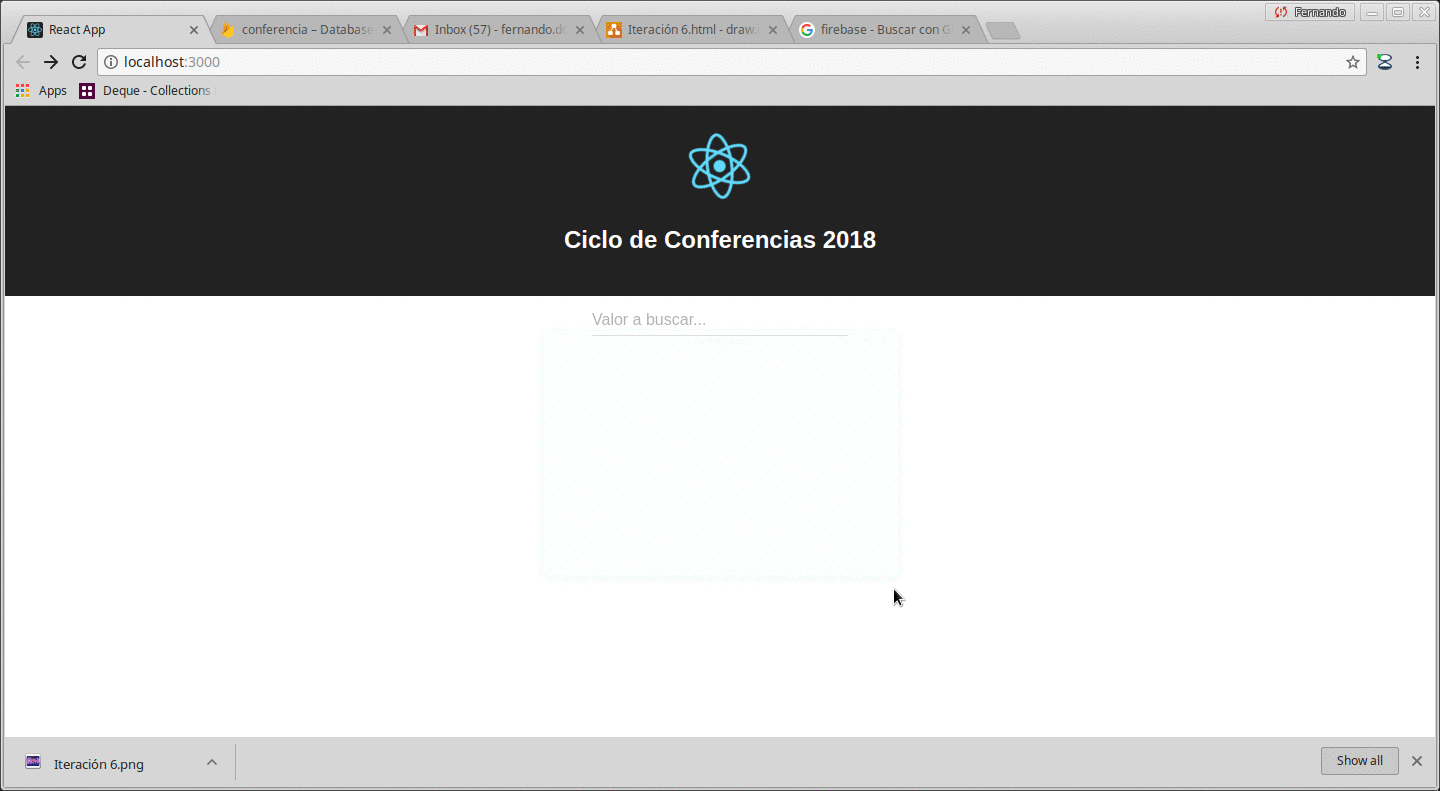 Fernando
React App
conferencia – Database
Inbox (57) - fernando.do
Iteración 6.html - draw.
firebase - Buscar con G
localhost:3000
Apps
Deque - Collections
Ciclo de Conferencias 2018
Valor a buscar...
Iteración 6.png
Show all